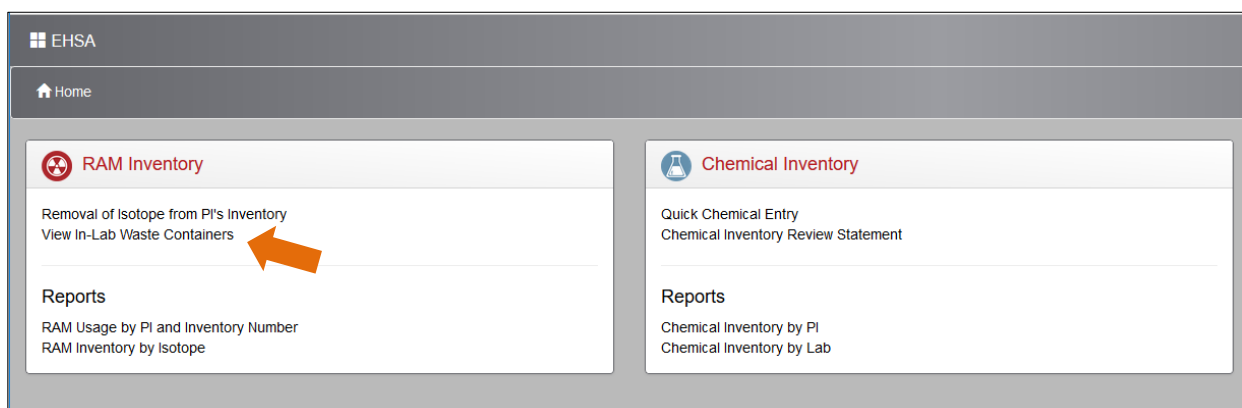 EHSA
Home
RAM Inventory
Removal of Isotope from PI's Inventory
View In-Lab Waste Containers
Reports
RAM Usage by PI and Inventory Number
RAM Inventory by Isotope
Chemical Inventory
Quick Chemical Entry
Chemical Inventory Review Statement
Reports
Chemical Inventory by PI
Chemical Inventory by Lab